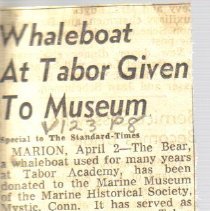 Whaleboat
At Tabor Given
To Museum
V123 P8
Special to The Standard-Times
MARION, April 2—The Bear,
a whaleboat used for many years
at Tabor Academy, has been
donated to the Marine Museum
of the Marine Historical Society,
Mystic, Conn. It has served as